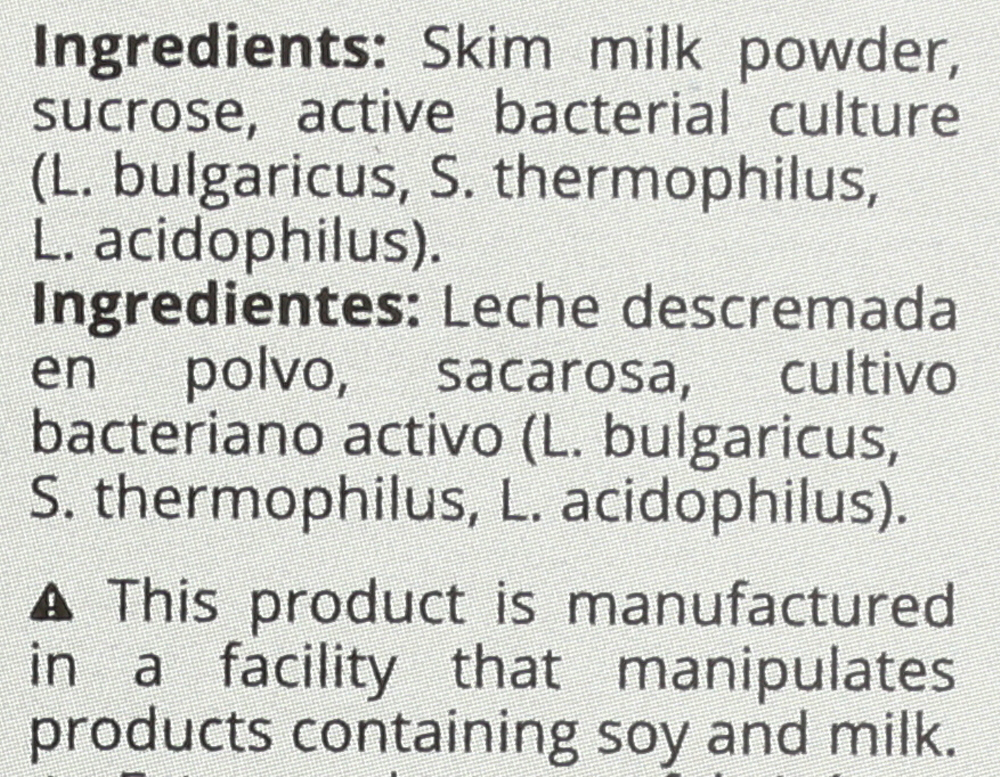 Ingredients: Skim milk powder,
sucrose, active bacterial culture
(L. bulgaricus, S. thermophilus,
L. acidophilus).
Ingredientes: Leche descremada
en polvo, sacarosa, cultivo
bacteriano activo (L. bulgaricus,
S. thermophilus, L. acidophilus).
⚠ This product is manufactured
in a facility that manipulates
products containing soy and milk.